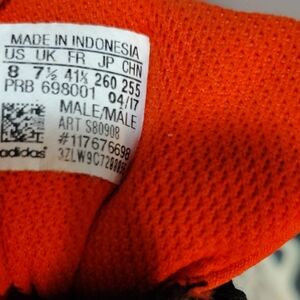 MADE IN INDONESIA
US UK FR JP CHN
8 7½ 41⅓ 260 255
PRB 698001 04/17
MALE/MALE
ART S80908
#117676698
adidas